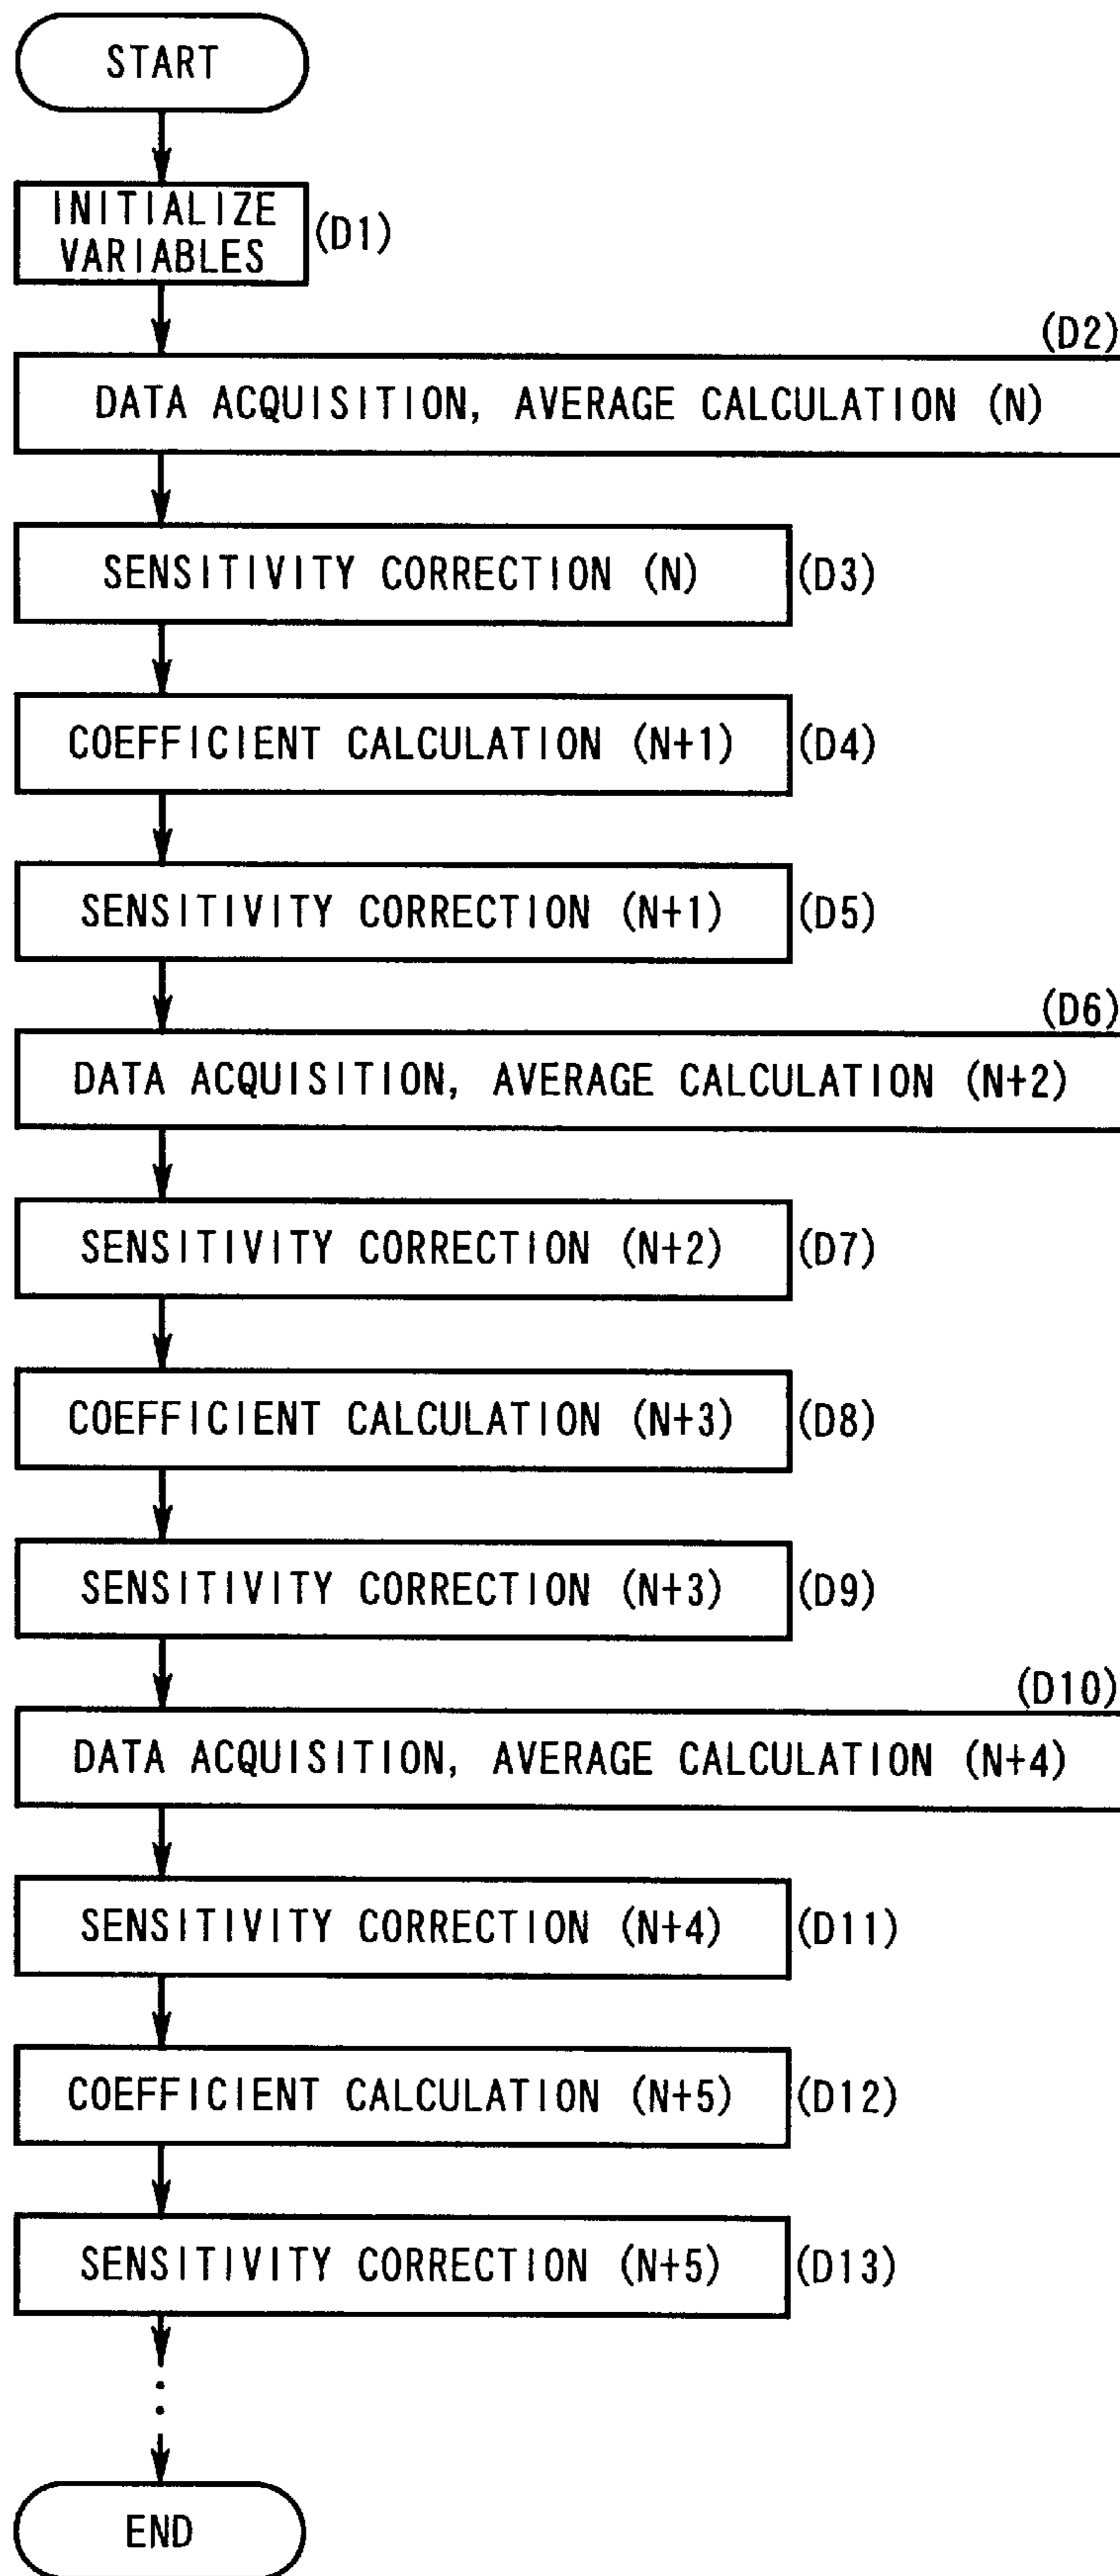 START
INITIALIZE
VARIABLES
(D1)
(D2)
DATA ACQUISITION, AVERAGE CALCULATION (N)
SENSITIVITY CORRECTION (N)
(D3)
COEFFICIENT CALCULATION (N+1)
(D4)
SENSITIVITY CORRECTION (N+1)
(D5)
(D6)
DATA ACQUISITION, AVERAGE CALCULATION (N+2)
SENSITIVITY CORRECTION (N+2)
(D7)
COEFFICIENT CALCULATION (N+3)
(D8)
SENSITIVITY CORRECTION (N+3)
(D9)
(D10)
DATA ACQUISITION, AVERAGE CALCULATION (N+4)
SENSITIVITY CORRECTION (N+4)
(D11)
COEFFICIENT CALCULATION (N+5)
(D12)
SENSITIVITY CORRECTION (N+5)
(D13)
END